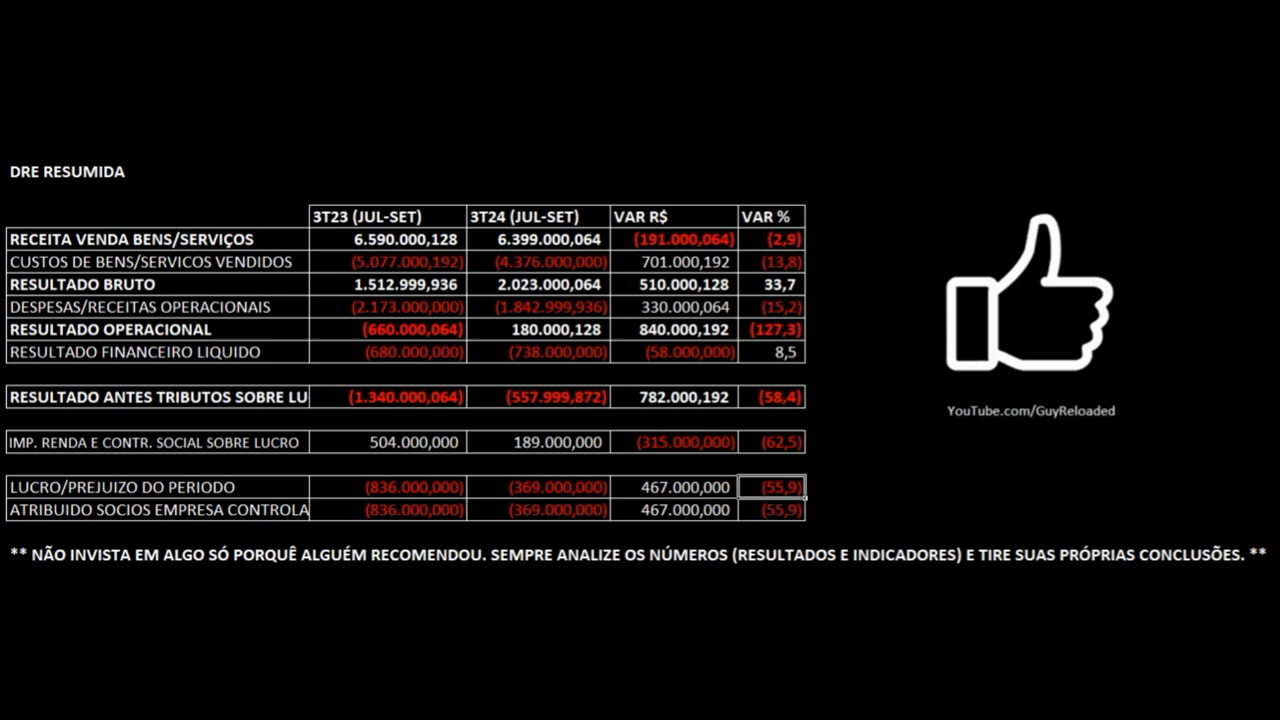 DRE RESUMIDA
3T23 (JUL-SET) 3T24 (JUL-SET) VAR R$ VAR %
RECEITA VENDA BENS/SERVIÇOS 6.590.000,128 6.399.000,064 (191.000,064) (2,9)
CUSTOS DE BENS/SERVICOS VENDIDOS (5.077.000,192) (4.376.000,000) 701.000,192 (13,8)
RESULTADO BRUTO 1.512.999,936 2.023.000,064 510.000,128 33,7
DESPESAS/RECEITAS OPERACIONAIS (2.173.000,000) (1.842.999,936) 330.000,064 (15,2)
RESULTADO OPERACIONAL (660.000,064) 180.000,128 840.000,192 (127,3)
RESULTADO FINANCEIRO LIQUIDO (680.000,000) (738.000,000) (58.000,000) 8,5
RESULTADO ANTES TRIBUTOS SOBRE LU (1.340.000,064) (557.999,872) 782.000,192 (58,4)
IMP. RENDA E CONTR. SOCIAL SOBRE LUCRO 504.000,000 189.000,000 (315.000,000) (62,5)
LUCRO/PREJUIZO DO PERIODO (836.000,000) (369.000,000) 467.000,000 (55,9)
ATRIBUIDO SOCIOS EMPRESA CONTROLA (836.000,000) (369.000,000) 467.000,000 (55,9)
YouTube.com/GuyReloaded
** NÃO INVISTA EM ALGO SÓ PORQUÊ ALGUÉM RECOMENDOU. SEMPRE ANALIZE OS NÚMEROS (RESULTADOS E INDICADORES) E TIRE SUAS PRÓPRIAS CONCLUSÕES. **